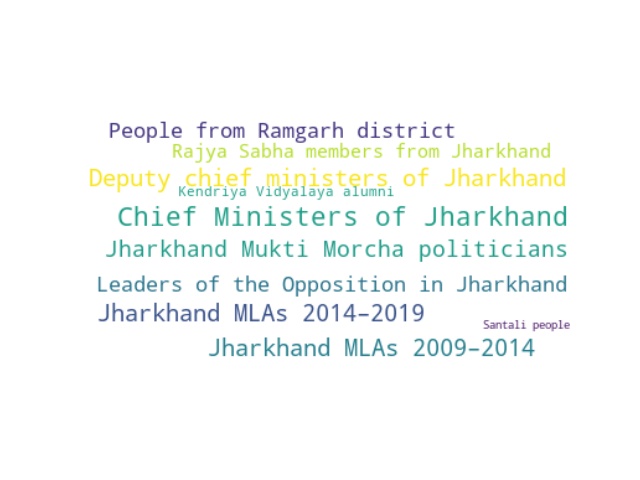 People from Ramgarh district
Rajya Sabha members from Jharkhand
Deputy chief ministers of Jharkhand
Kendriya Vidyalaya alumni
Chief Ministers of Jharkhand
Jharkhand Mukti Morcha politicians
Leaders of the Opposition in Jharkhand
Jharkhand MLAs 2014–2019
Santali people
Jharkhand MLAs 2009–2014